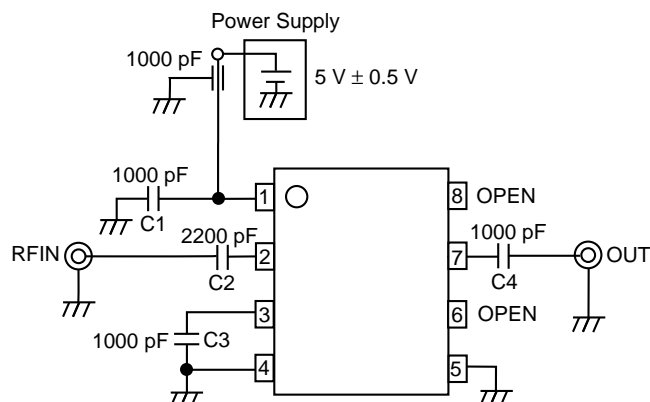 Power Supply
1000 pF
5 V ± 0.5 V
1000 pF
C1
1
8 OPEN
RFIN
2200 pF
C2
2
7
1000 pF
C4
OUT
3
6 OPEN
1000 pF C3
4
5